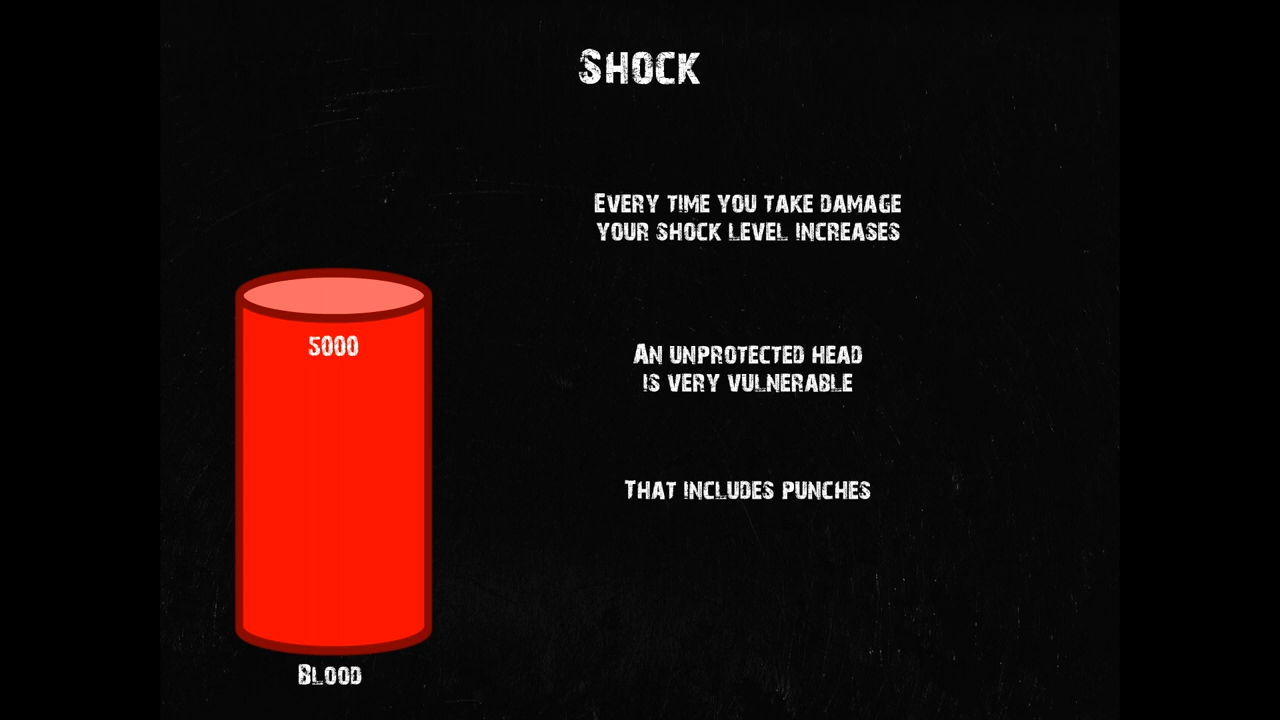 Shock
Every time you take damage
your shock level increases
An unprotected head
is very vulnerable
That includes punches
5000
Blood